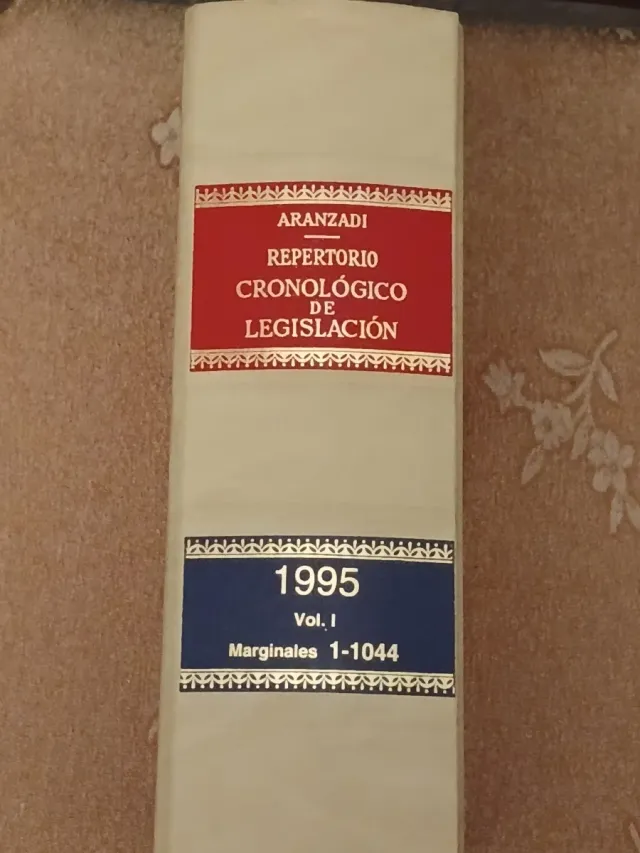 ARANZADI
REPERTORIO
CRONOLÓGICO
DE
LEGISLACIÓN
1995
Vol. I
Marginales 1-1044